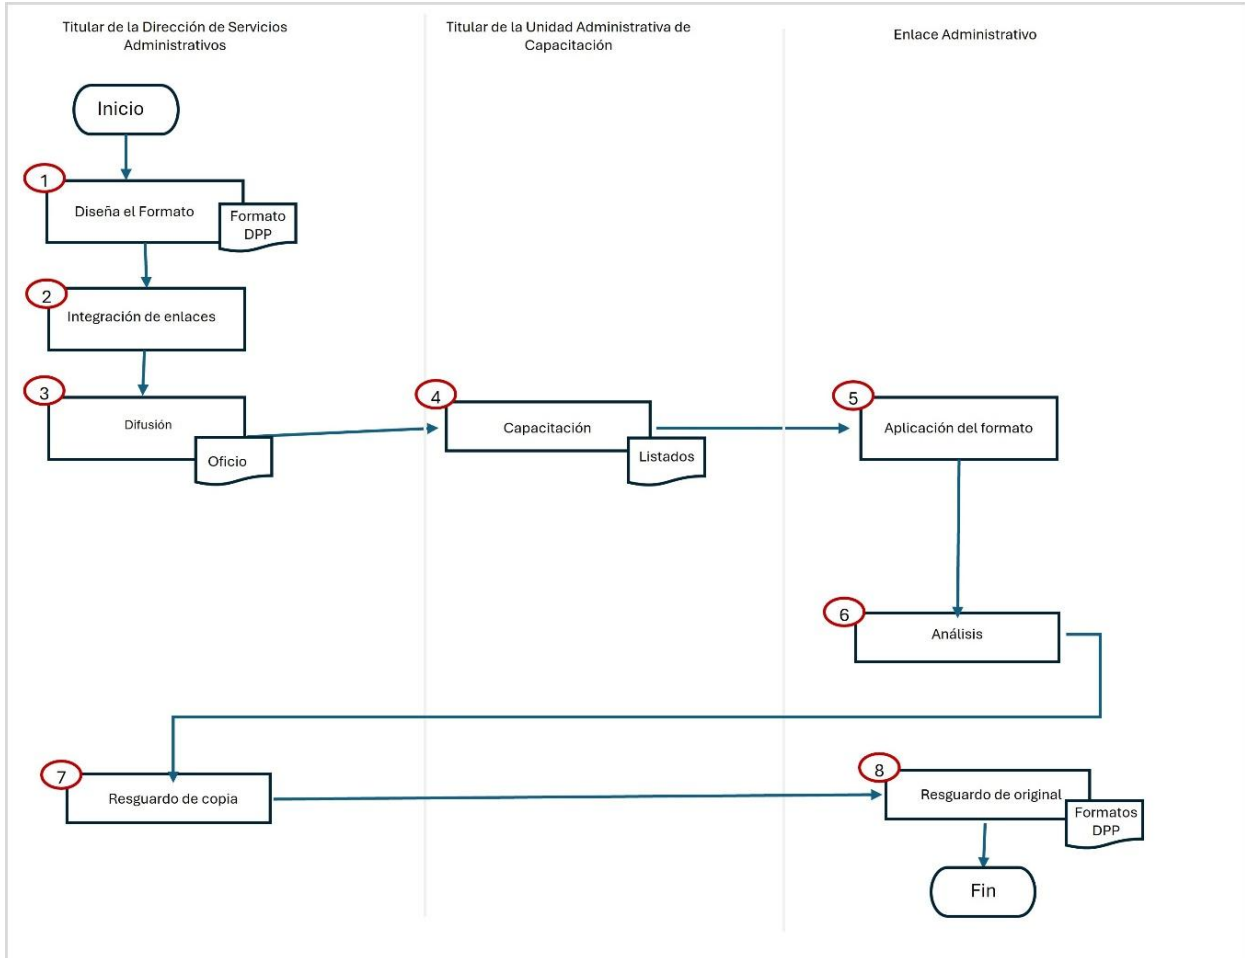 Titular de la Dirección de Servicios
Administrativos
Titular de la Unidad Administrativa de
Capacitación
Enlace Administrativo
Inicio
1
Diseña el Formato
Formato
DPP
2
Integración de enlaces
3
Difusión
Oficio
4
Capacitación
Listados
5
Aplicación del formato
6
Análisis
7
Resguardo de copia
8
Resguardo de original
Formatos
DPP
Fin